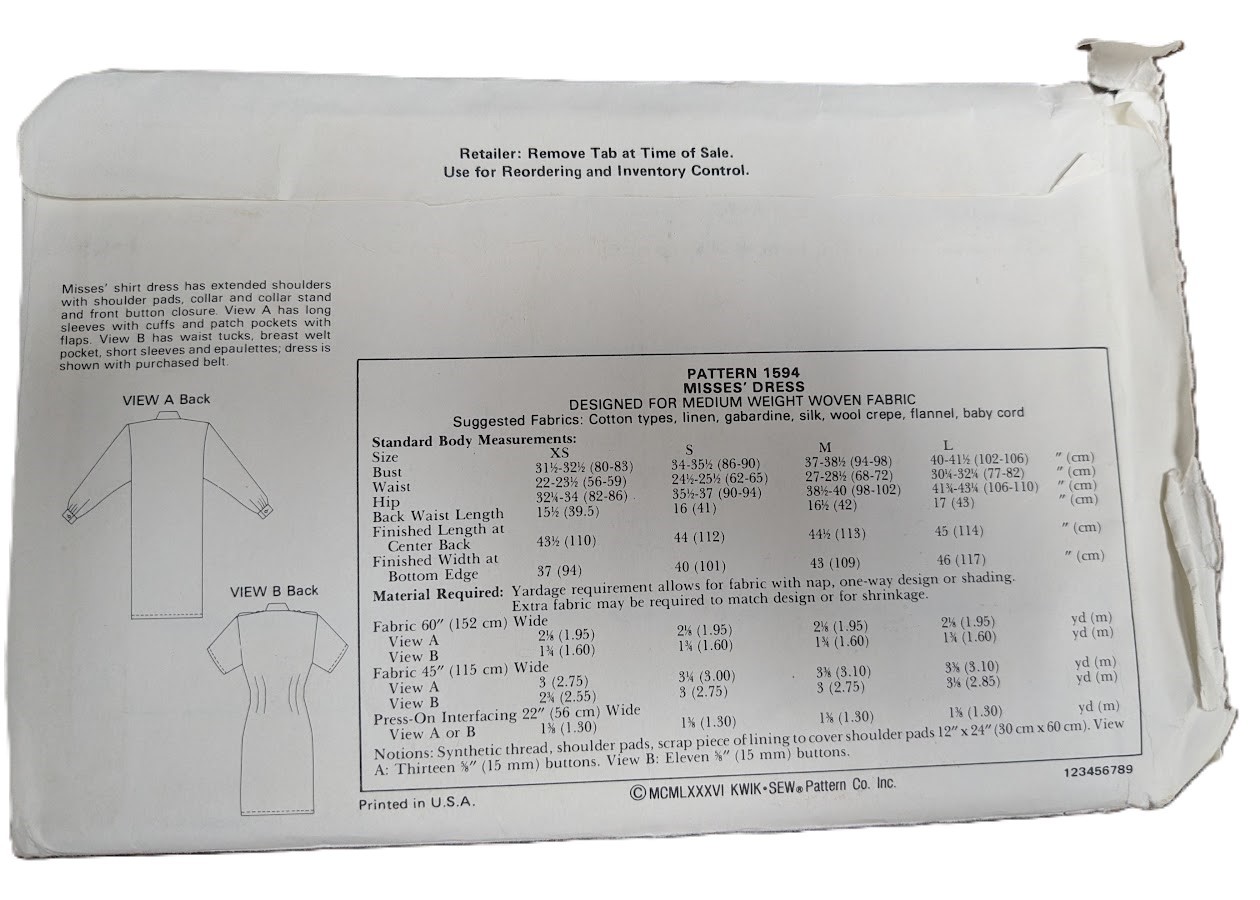 Retailer: Remove Tab at Time of Sale.
Use for Reordering and Inventory Control.
Misses' shirt dress has extended shoulders
with shoulder pads, collar and collar stand
and front button closure. View A has long
sleeves with cuffs and patch pockets with
flaps. View B has waist tucks, breast welt
pocket, short sleeves and epaulettes; dress is
shown with purchased belt.
VIEW A Back
VIEW B Back
PATTERN 1594
MISSES' DRESS
DESIGNED FOR MEDIUM WEIGHT WOVEN FABRIC
Suggested Fabrics: Cotton types, linen, gabardine, silk, wool crepe, flannel, baby cord
Standard Body Measurements:
Size XS S M L
Bust 31½-32½ (80-83) 34-35½ (86-90) 37-38½ (94-98) 40-41½ (102-106) " (cm)
Waist 22-23½ (56-59) 24½-25½ (62-65) 27-28½ (68-72) 30¼-32¼ (77-82) " (cm)
Hip 32¼-34 (82-86) 35½-37 (90-94) 38½-40 (98-102) 41¾-43¼ (106-110) " (cm)
Back Waist Length 15½ (39.5) 16 (41) 16½ (42) 17 (43) " (cm)
Finished Length at
Center Back 43½ (110) 44 (112) 44½ (113) 45 (114) " (cm)
Finished Width at
Bottom Edge 37 (94) 40 (101) 43 (109) 46 (117) " (cm)
Material Required: Yardage requirement allows for fabric with nap, one-way design or shading.
Extra fabric may be required to match design or for shrinkage.
Fabric 60" (152 cm) Wide
View A 2⅛ (1.95) 2⅛ (1.95) 2⅛ (1.95) 2⅛ (1.95) yd (m)
View B 1¾ (1.60) 1¾ (1.60) 1¾ (1.60) 1¾ (1.60) yd (m)
Fabric 45" (115 cm) Wide
View A 3 (2.75) 3¼ (3.00) 3⅜ (3.10) 3⅜ (3.10) yd (m)
View B 2¾ (2.55) 3 (2.75) 3 (2.75) 3⅛ (2.85) yd (m)
Press-On Interfacing 22" (56 cm) Wide
View A or B 1⅜ (1.30) 1⅜ (1.30) 1⅜ (1.30) 1⅜ (1.30) yd (m)
Notions: Synthetic thread, shoulder pads, scrap piece of lining to cover shoulder pads 12" x 24" (30 cm x 60 cm). View
A: Thirteen ⅝" (15 mm) buttons. View B: Eleven ⅝" (15 mm) buttons.
Printed in U.S.A.
© MCMLXXXVI KWIK•SEW® Pattern Co. Inc.
123456789